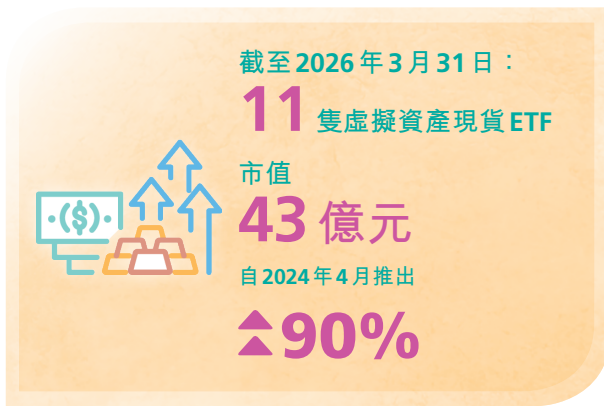 截至2026年3月31日：
11 隻虛擬資產現貨ETF
市值
43 億元
自2024年4月推出
90%
($)